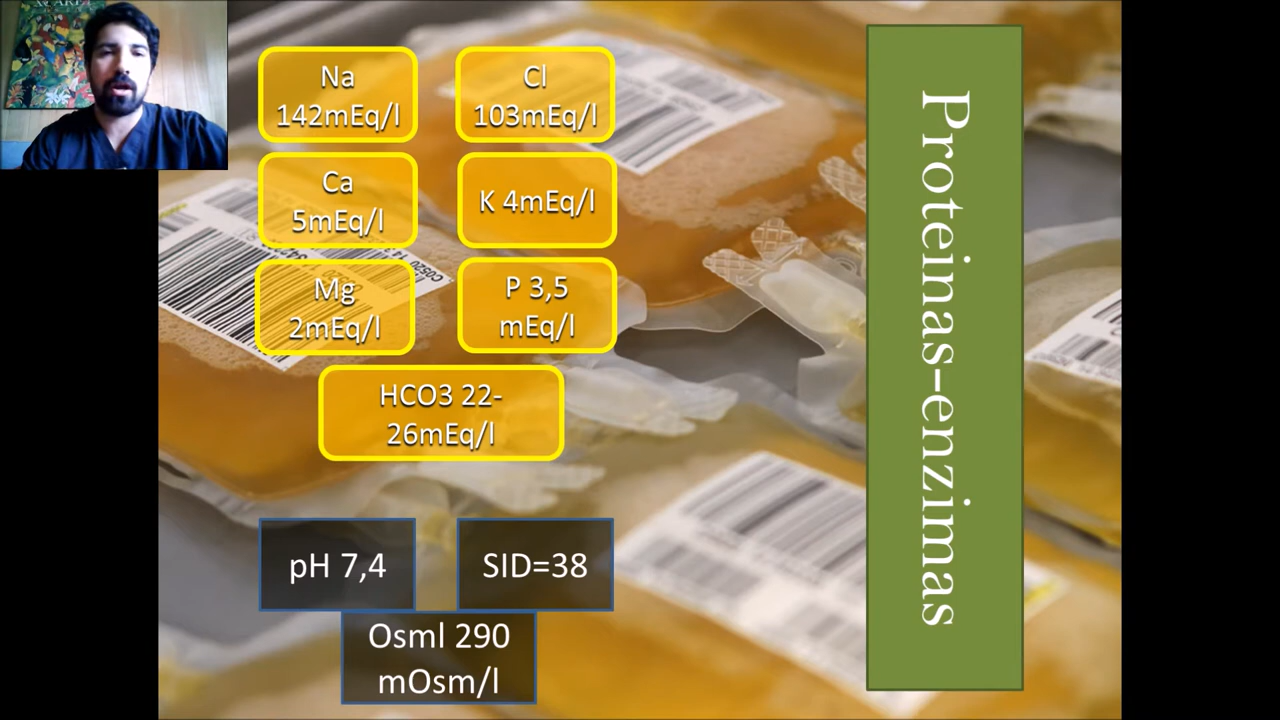 Na
142mEq/l
Cl
103mEq/l
Ca
5mEq/l
K 4mEq/l
Mg
2mEq/l
P 3,5
mEq/l
HCO3 22-
26mEq/l
pH 7,4
SID=38
Osml 290
mOsm/l
Proteinas-enzimas